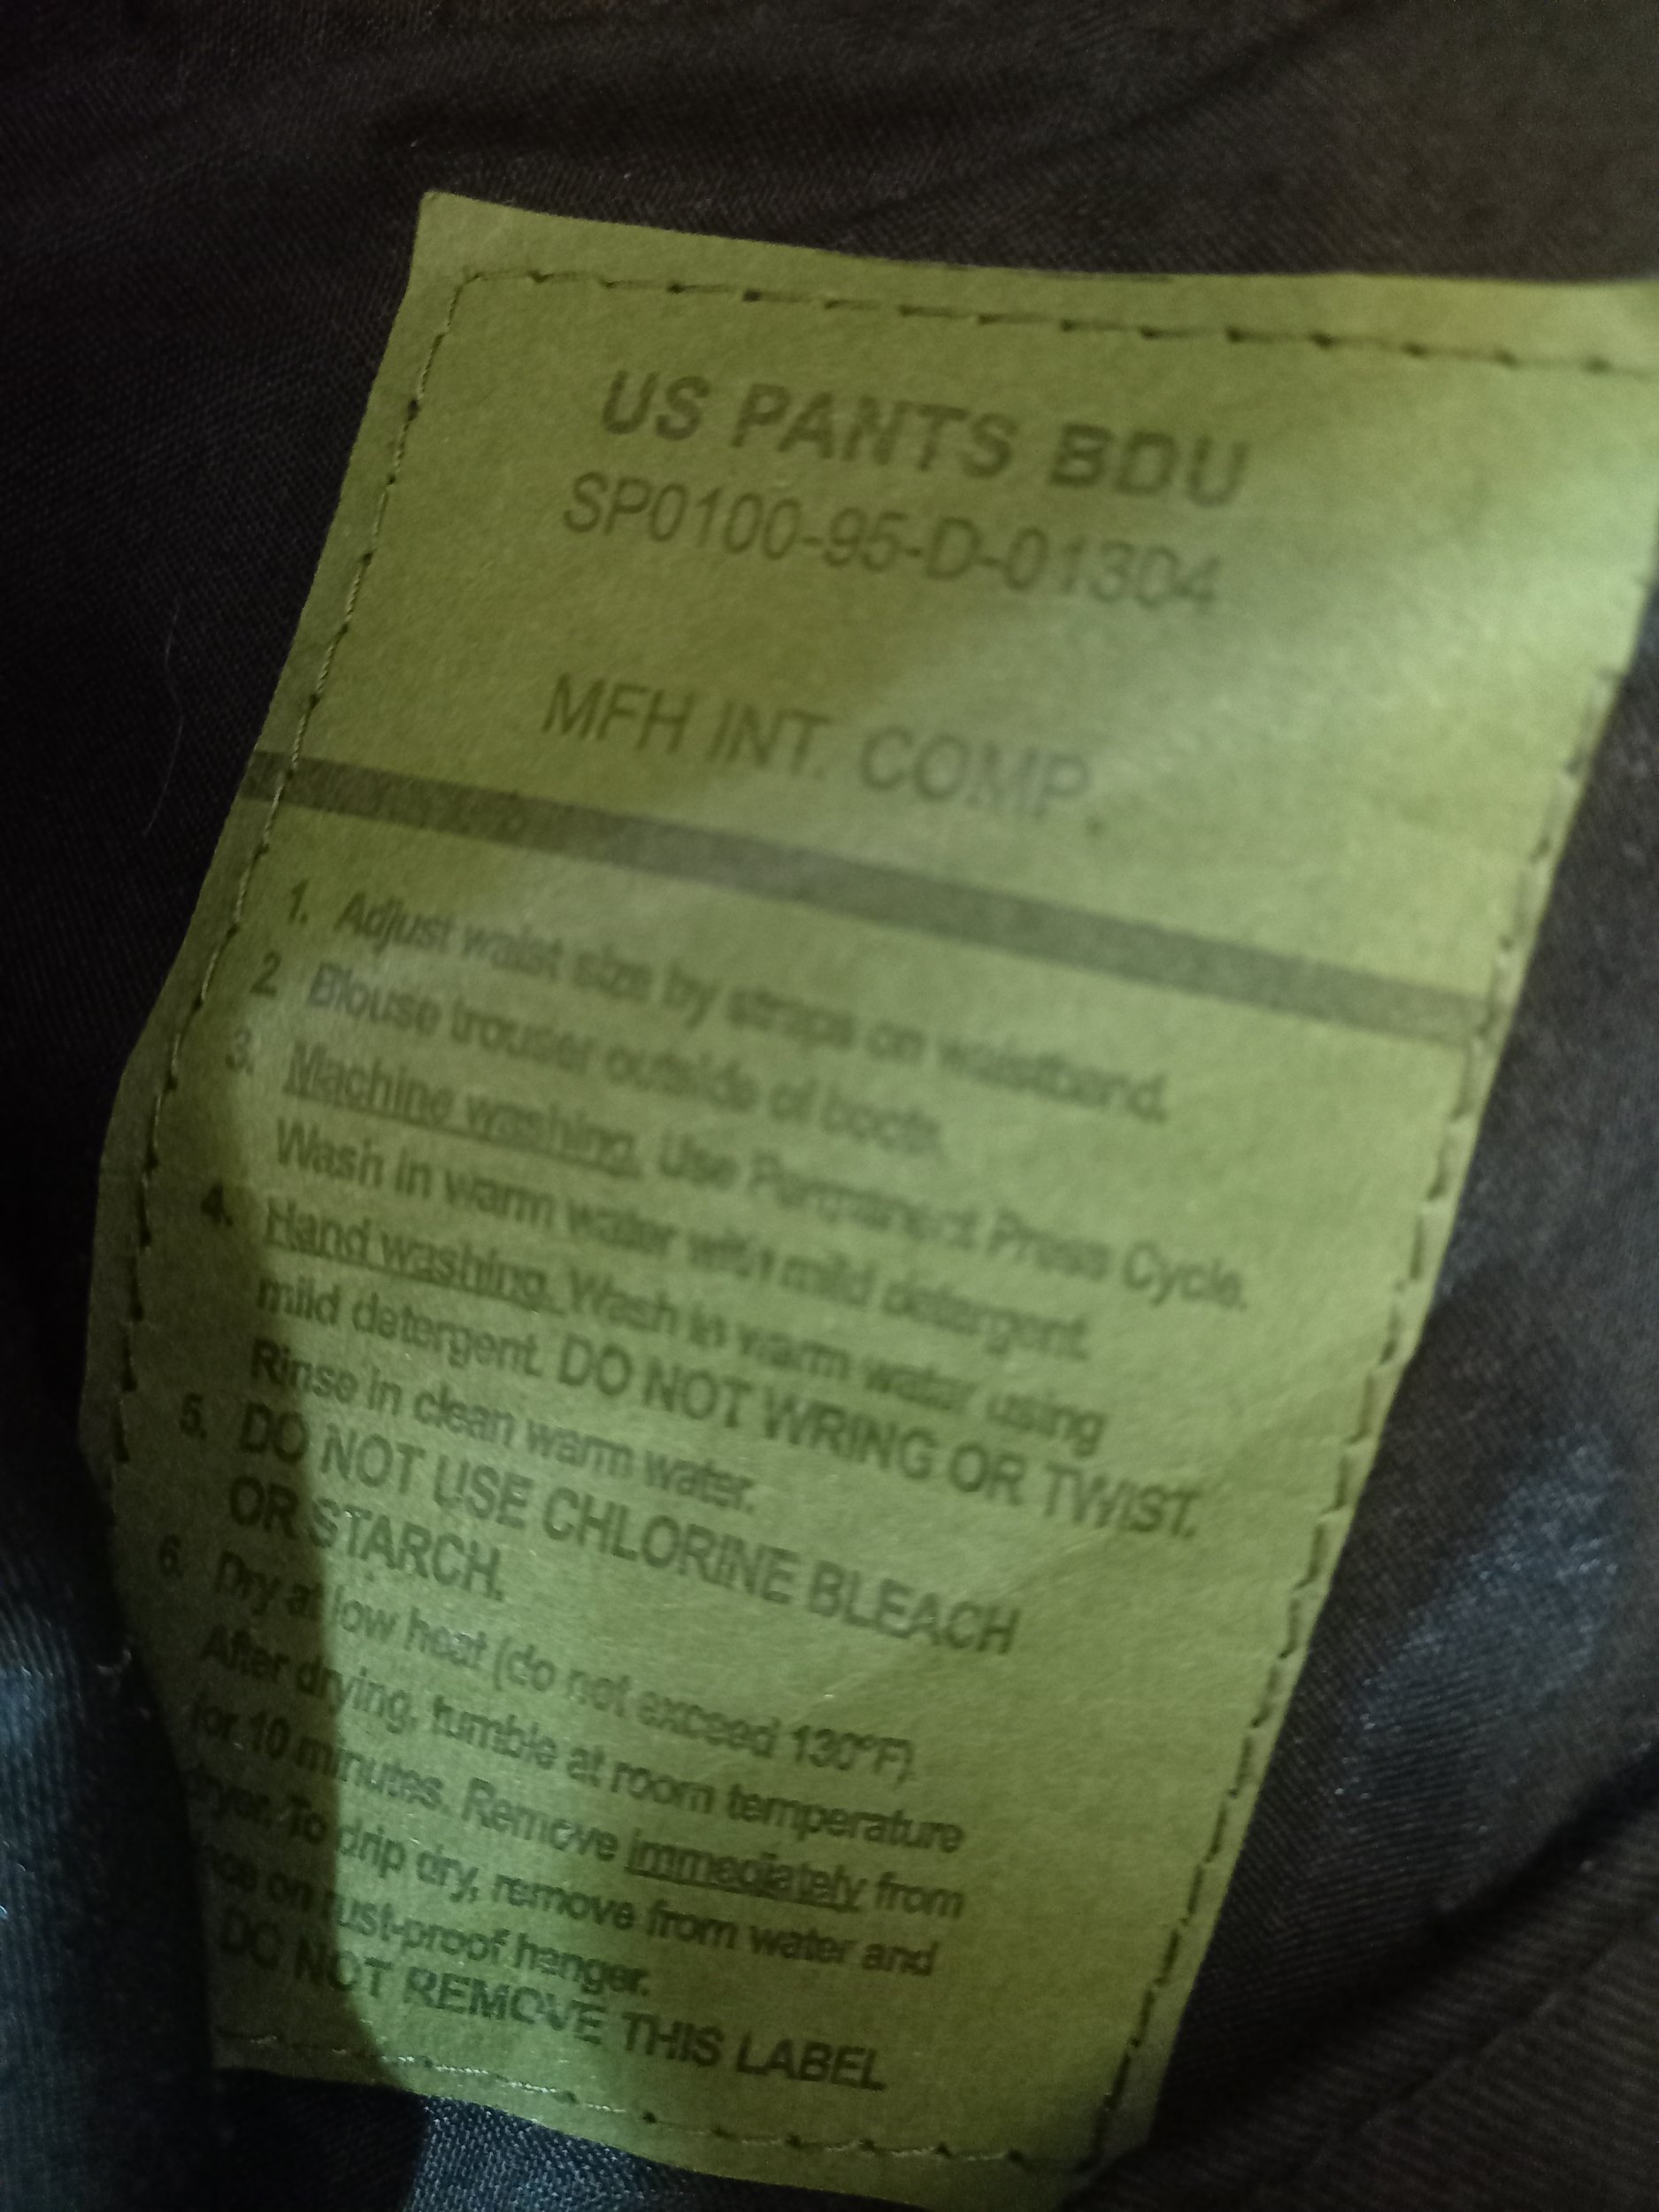 US PANTS BDU
SP0100-95-D-01304
MFH INT. COMP.
1. Adjust waist size by straps on waistband.
2 Blouse trouser outside of boots.
3. Machine washing. Use Permanent Press Cycle.
Wash in warm water with mild detergent.
4. Hand washing. Wash in warm water using
mild detergent. DO NOT WRING OR TWIST.
Rinse in clean warm water.
5. DO NOT USE CHLORINE BLEACH
OR STARCH.
6. Dry at low heat (do not exceed 130°F).
After drying, tumble at room temperature
for 10 minutes. Remove immediately from
dryer. To drip dry, remove from water and
on rust-proof hanger.
DO NOT REMOVE THIS LABEL